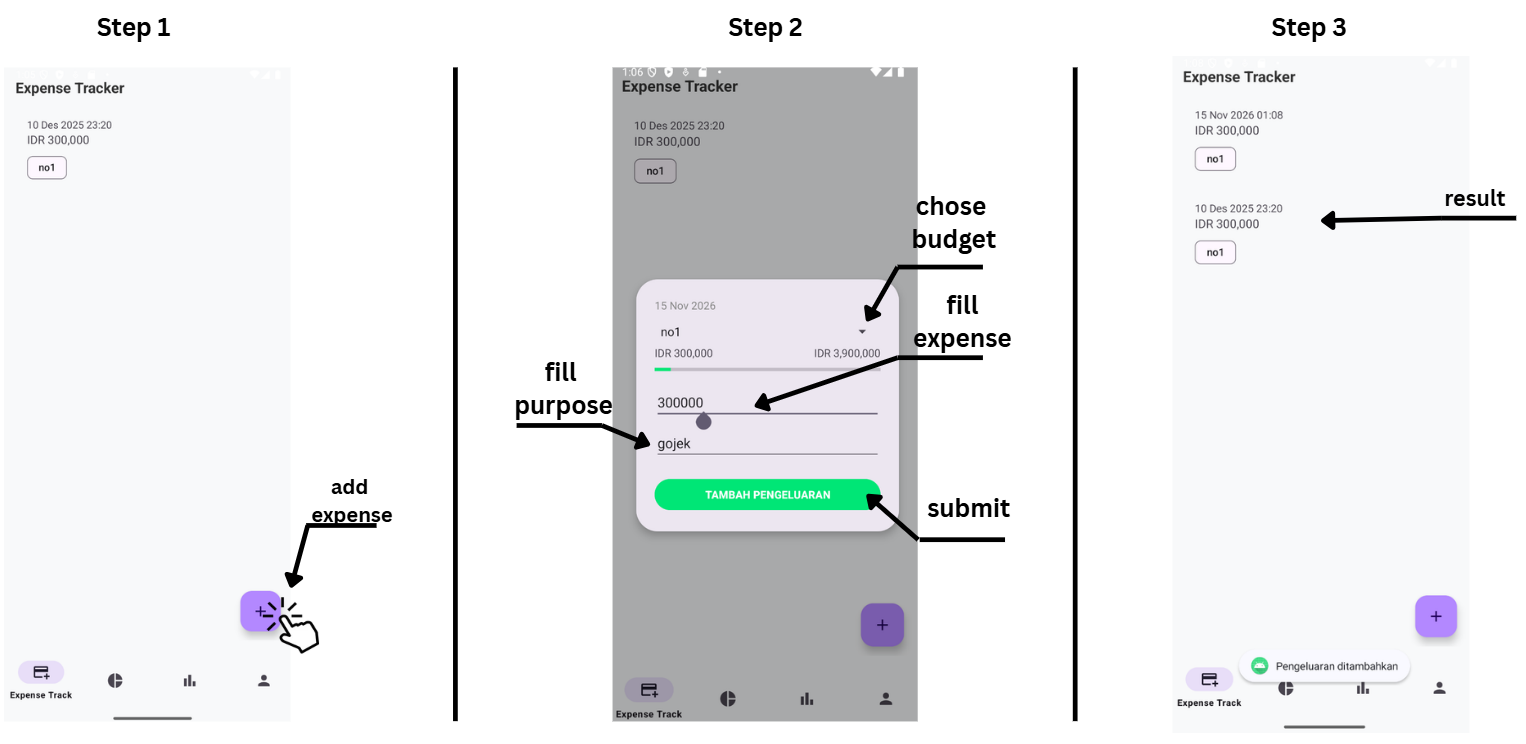 Step 1
Expense Tracker
10 Des 2025 23:20
IDR 300,000
no1
add
expense
+
Expense Track
Step 2
1:06
Expense Tracker
10 Des 2025 23:20
IDR 300,000
no1
chose
budget
15 Nov 2026
no1
IDR 300,000
IDR 3,900,000
fill
expense
fill
purpose
300000
gojek
TAMBAH PENGELUARAN
submit
+
Expense Track
Step 3
Expense Tracker
15 Nov 2026 01:08
IDR 300,000
no1
10 Des 2025 23:20
IDR 300,000
no1
result
+
Pengeluaran ditambahkan
Expense Track